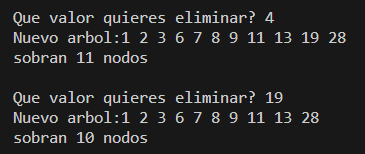 Que valor quieres eliminar? 4
Nuevo arbol:1 2 3 6 7 8 9 11 13 19 28
sobran 11 nodos
Que valor quieres eliminar? 19
Nuevo arbol:1 2 3 6 7 8 9 11 13 28
sobran 10 nodos